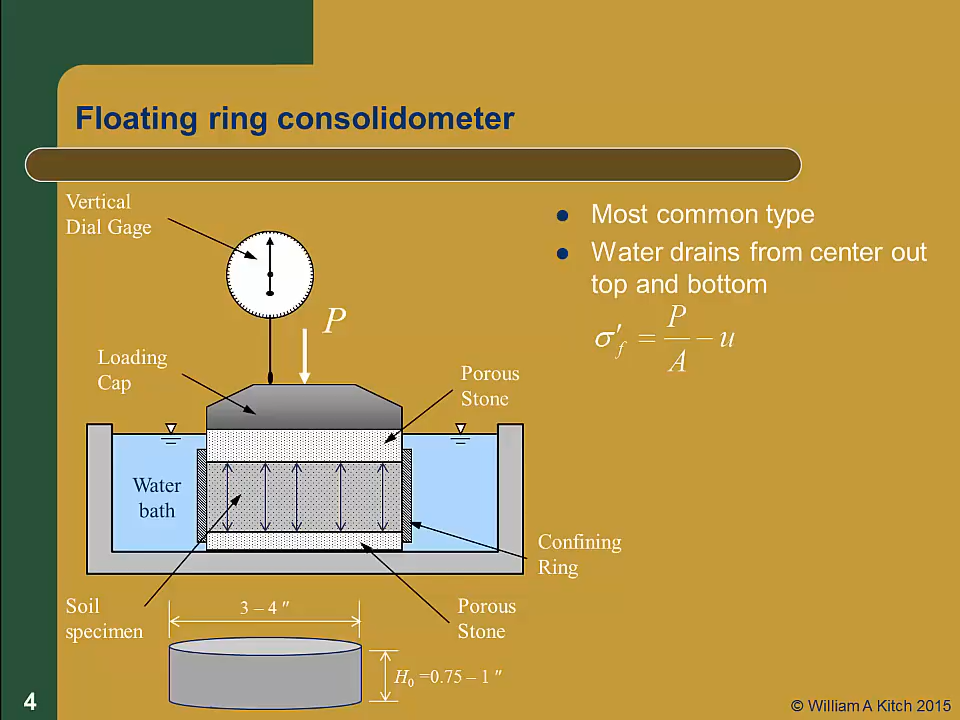 Floating ring consolidometer
Vertical
Dial Gage
P
Loading
Cap
Porous
Stone
Water
bath
Confining
Ring
Soil
specimen
3 – 4 ″
Porous
Stone
H₀ =0.75 – 1 ″
● Most common type
● Water drains from center out
top and bottom
σ′f = P/A − u
4
© William A Kitch 2015